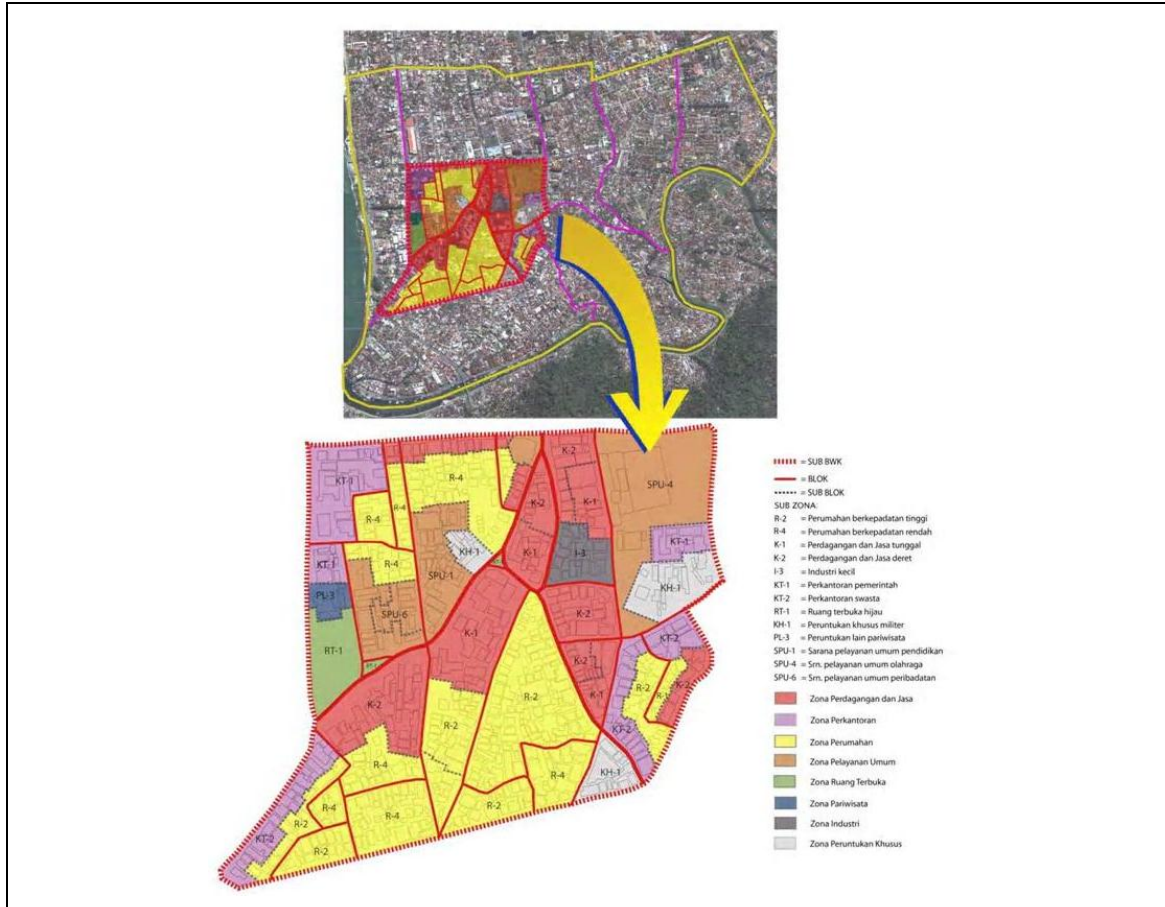 K-2
KT-1
R-4
R-4
K-2
K-1
SPU-4
R-4
KT-1
R-4
KH-1
SPU-1
K-1
I-3
KT-1
KH-1
PL-3
SPU-6
RT-1
K-1
K-2
K-2
KT-2
K-2
R-2
R-2
K-1
R-2
K-2
KT-2
R-4
R-4
KH-1
R-4
R-2
R-4
R-2
KT-2
R-2
= SUB BWK
= BLOK
= SUB BLOK
SUB ZONA:
R-2 = Perumahan berkepadatan tinggi
R-4 = Perumahan berkepadatan rendah
K-1 = Perdagangan dan Jasa tunggal
K-2 = Perdagangan dan Jasa deret
I-3 = Industri kecil
KT-1 = Perkantoran pemerintah
KT-2 = Perkantoran swasta
RT-1 = Ruang terbuka hijau
KH-1 = Peruntukan khusus militer
PL-3 = Peruntukan lain pariwisata
SPU-1 = Sarana pelayanan umum pendidikan
SPU-4 = Srn. pelayanan umum olahraga
SPU-6 = Srn. pelayanan umum peribadatan
Zona Perdagangan dan Jasa
Zona Perkantoran
Zona Perumahan
Zona Pelayanan Umum
Zona Ruang Terbuka
Zona Pariwisata
Zona Industri
Zona Peruntukan Khusus